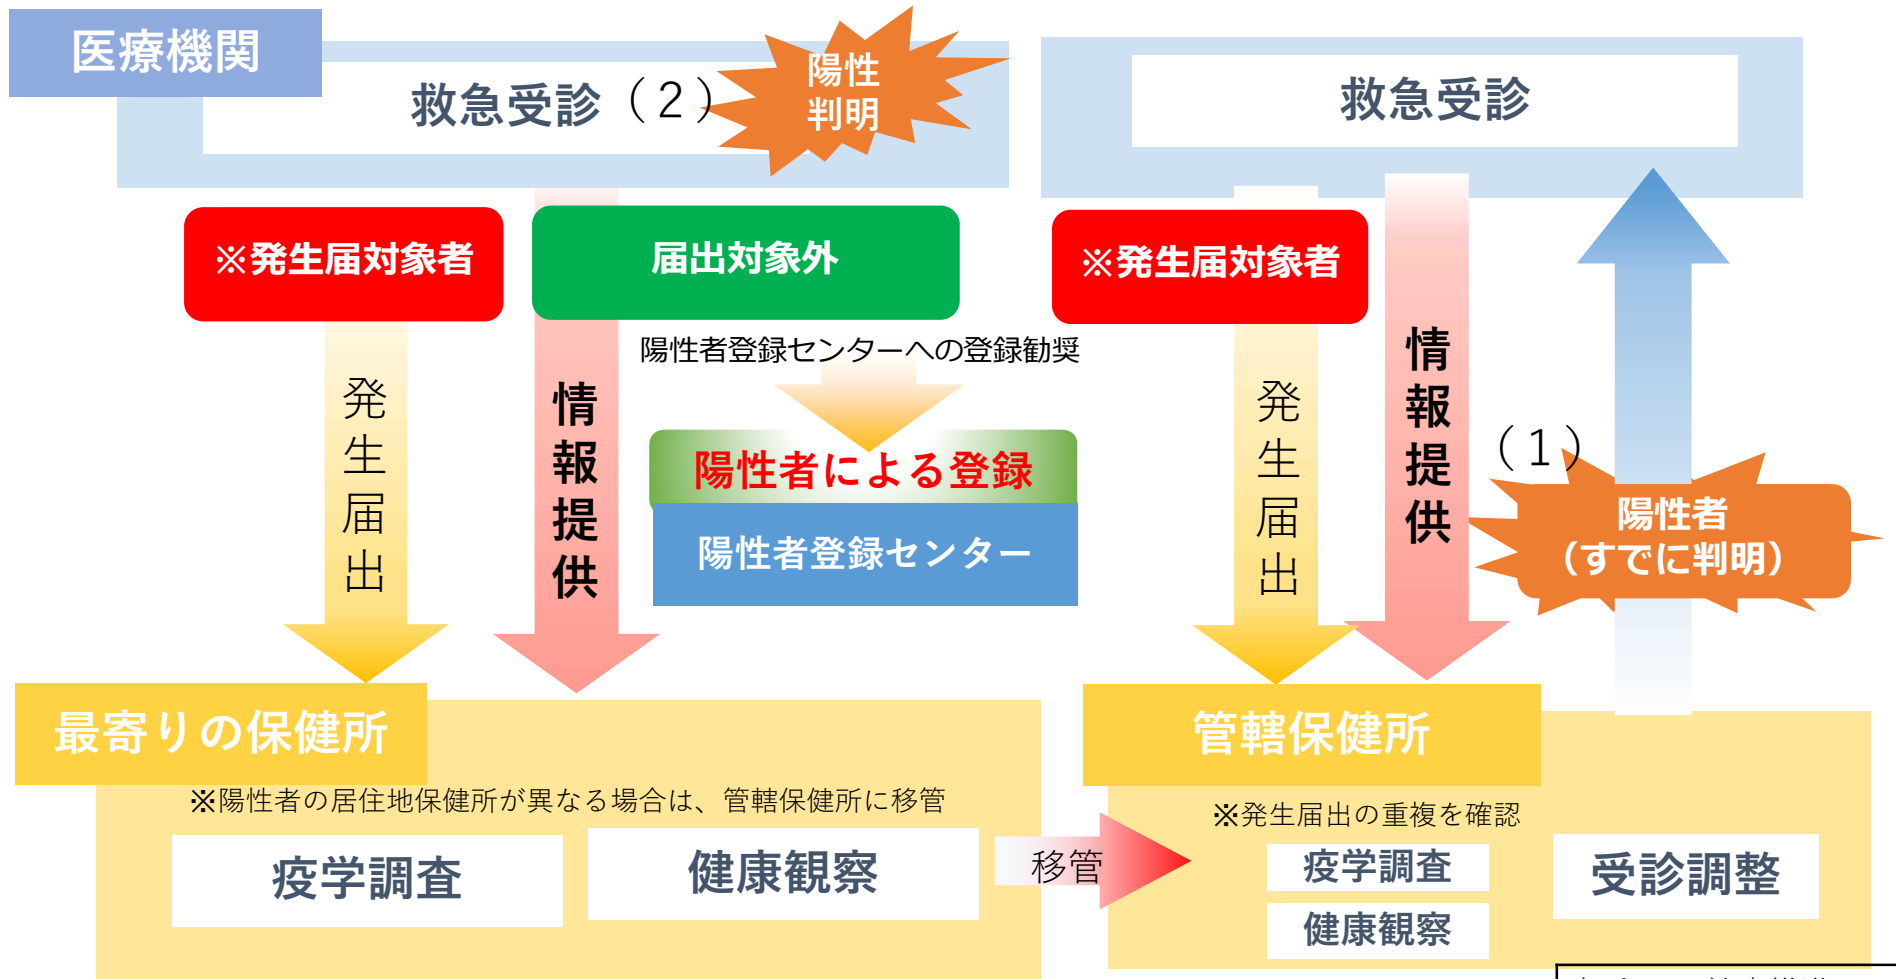 医療機関
救急受診（2）
陽性
判明
※発生届対象者
届出対象外
陽性者登録センターへの登録勧奨
発生届出
情報提供
陽性者による登録
陽性者登録センター
最寄りの保健所
※陽性者の居住地保健所が異なる場合は、管轄保健所に移管
疫学調査
健康観察
移管
救急受診
※発生届対象者
発生届出
情報提供
（1）
陽性者
（すでに判明）
管轄保健所
※発生届出の重複を確認
疫学調査
健康観察
受診調整